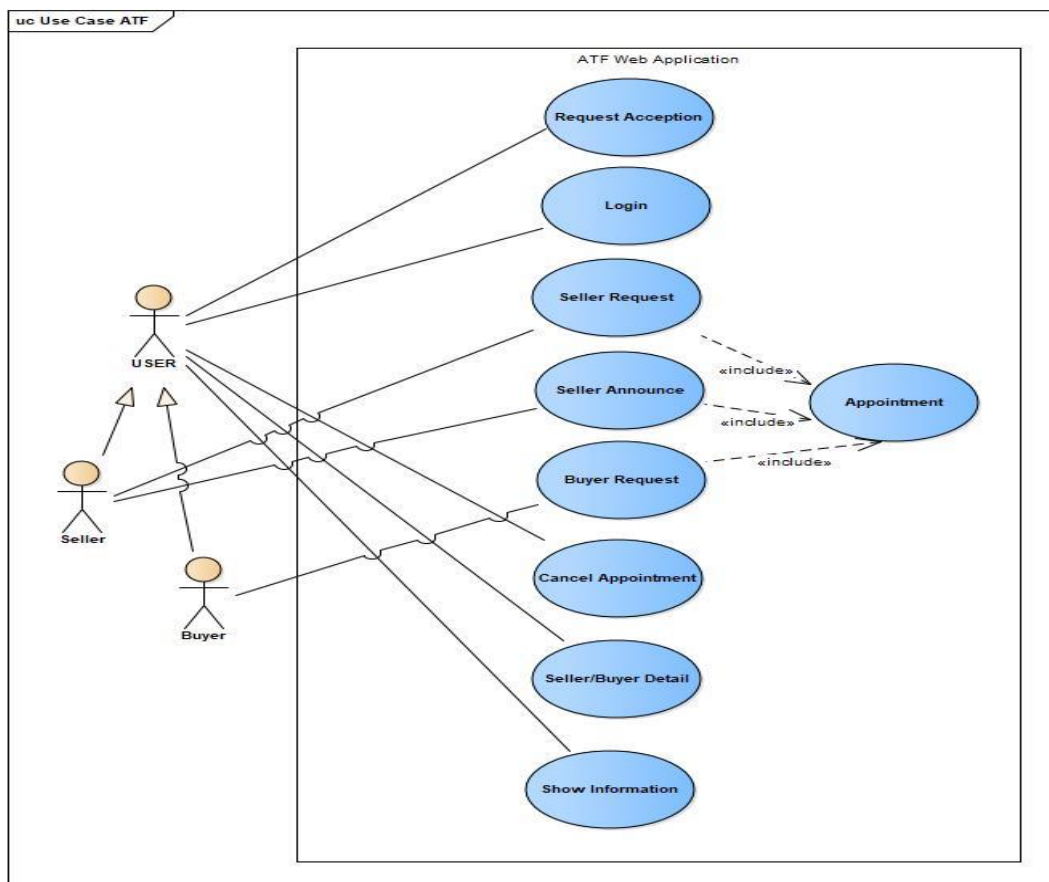 uc Use Case ATF
ATF Web Application
Request Acception
Login
Seller Request
USER
«include»
Seller Announce
Appointment
«include»
«include»
Buyer Request
Seller
Cancel Appointment
Buyer
Seller/Buyer Detail
Show Information